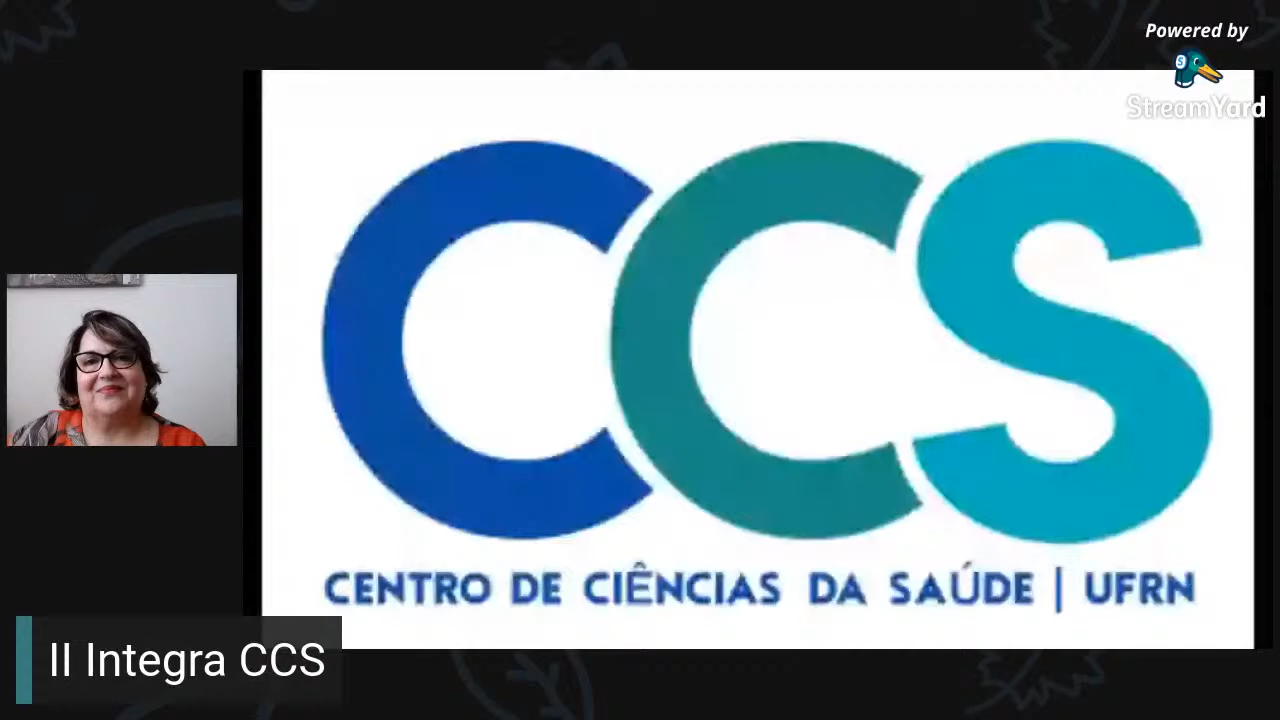 Powered by
StreamYard
CCS
CENTRO DE CIÊNCIAS DA SAÚDE | UFRN
II Integra CCS